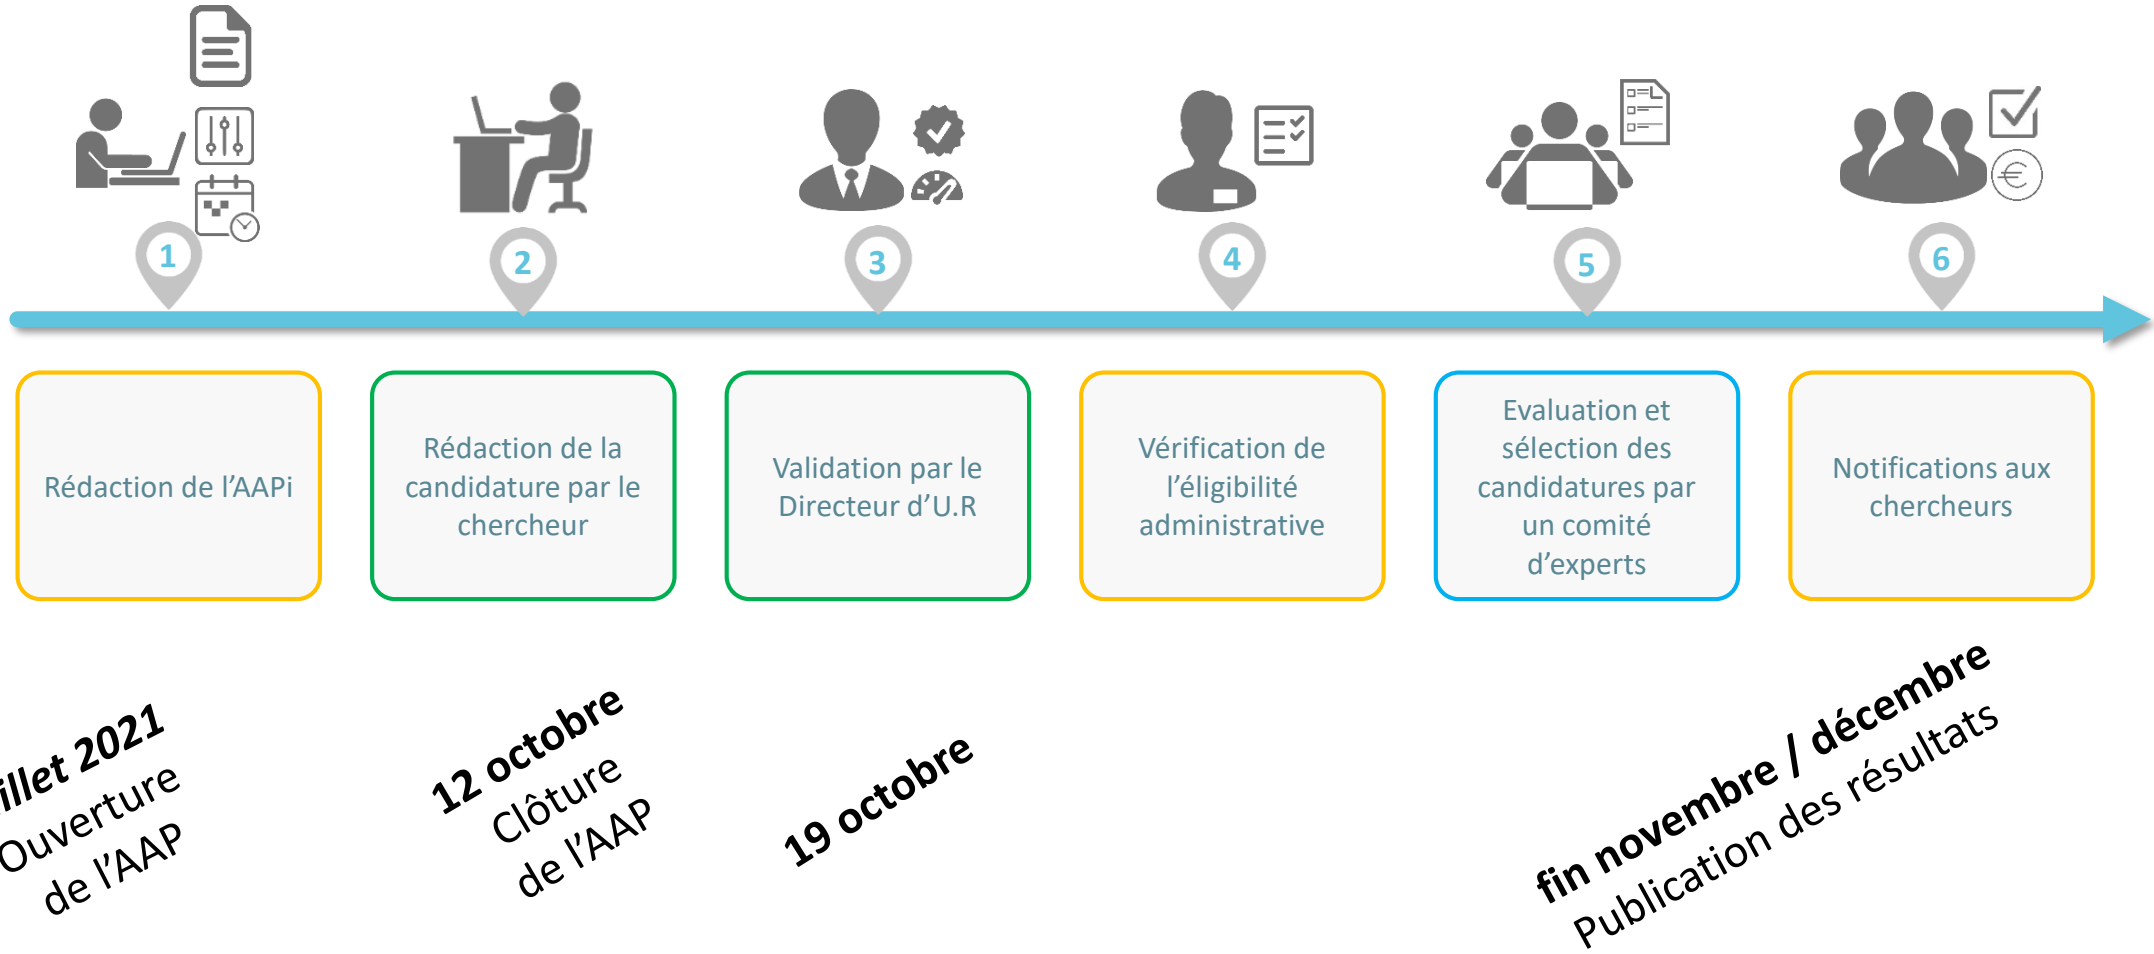 1
2
3
4
5
6
Rédaction de l’AAPi
Rédaction de la
candidature par le
chercheur
Validation par le
Directeur d’U.R
Vérification de
l’éligibilité
administrative
Evaluation et
sélection des
candidatures par
un comité
d’experts
Notifications aux
chercheurs
2021
Ouverture
de l’AAP
12 octobre
Clôture
de l’AAP
19 octobre
fin novembre / décembre
Publication des résultats